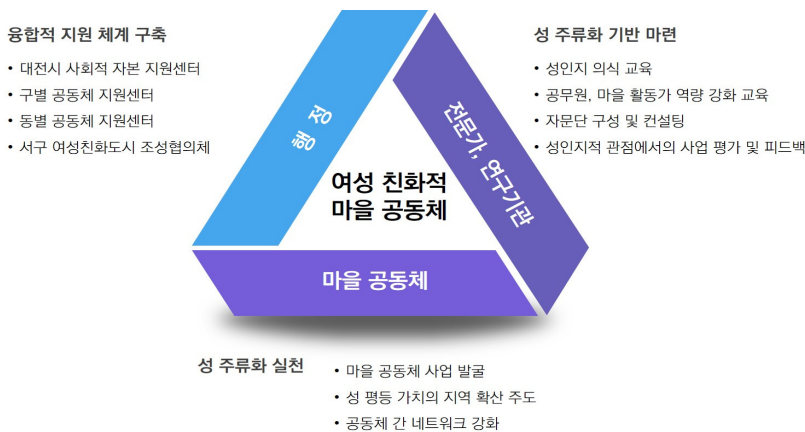 융합적 지원 체계 구축
• 대전시 사회적 자본 지원센터
• 구별 공동체 지원센터
• 동별 공동체 지원센터
• 서구 여성친화도시 조성협의체
성 주류화 기반 마련
• 성인지 의식 교육
• 공무원, 마을 활동가 역량 강화 교육
• 자문단 구성 및 컨설팅
• 성인지적 관점에서의 사업 평가 및 피드백
행 정
전문가, 연구기관
여성 친화적
마을 공동체
마을 공동체
성 주류화 실천
• 마을 공동체 사업 발굴
• 성 평등 가치의 지역 확산 주도
• 공동체 간 네트워크 강화